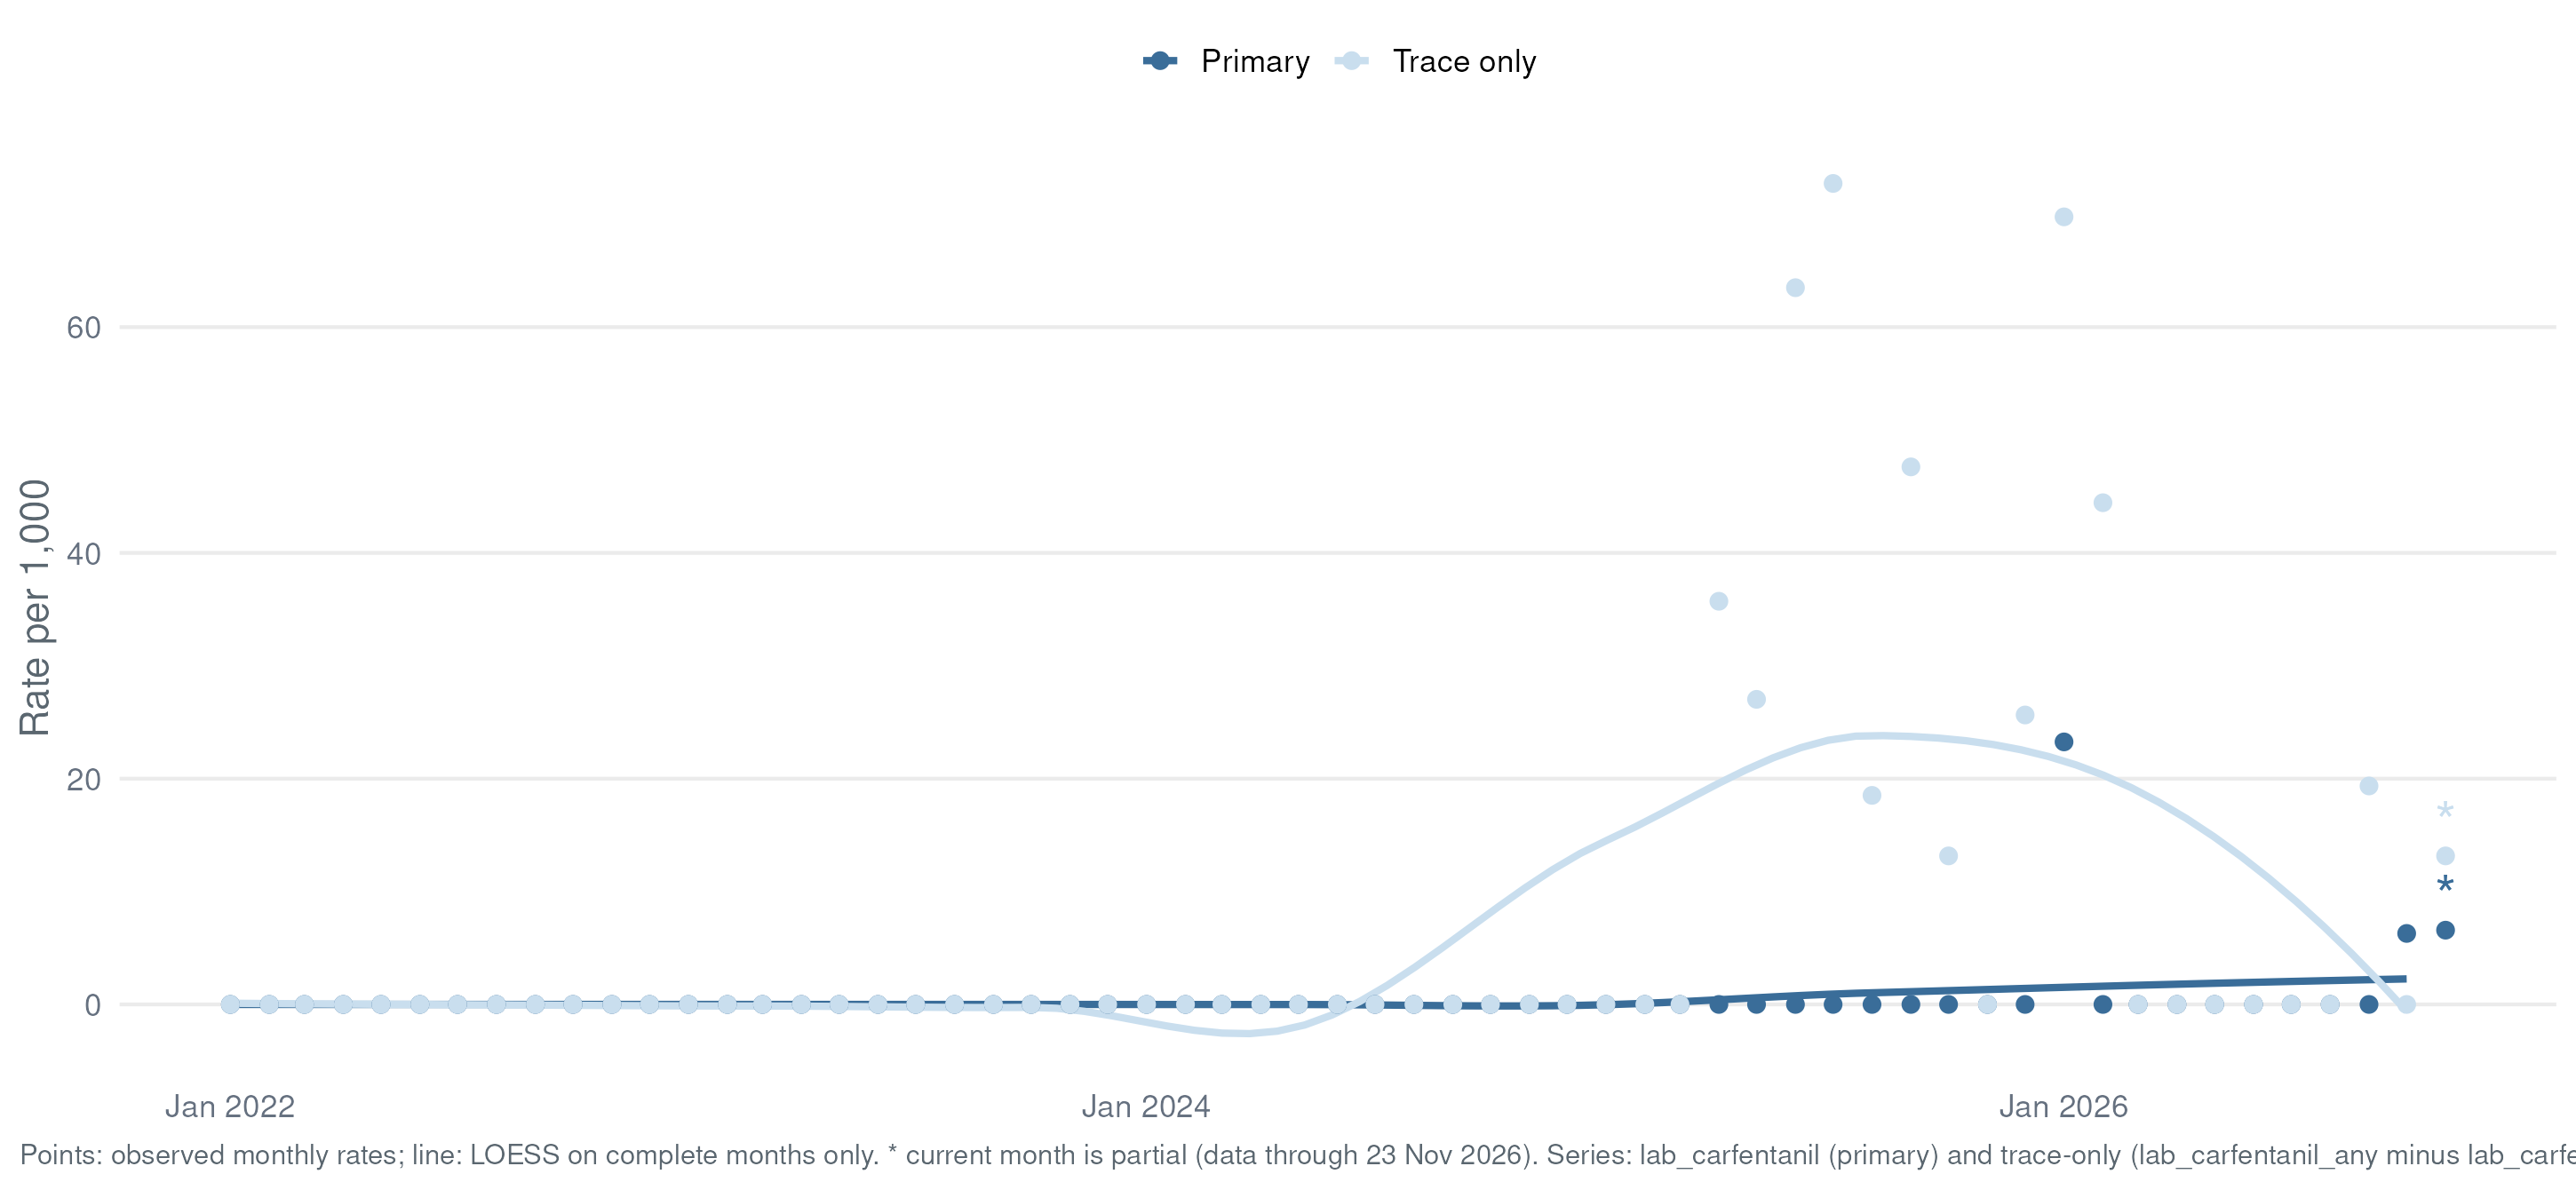 Primary Trace only
Rate per 1,000
60
40
20
0
*
*
Jan 2022 Jan 2024 Jan 2026
Points: observed monthly rates; line: LOESS on complete months only. * current month is partial (data through 23 Nov 2026). Series: lab_carfentanil (primary) and trace-only (lab_carfentanil_any minus lab_carfe